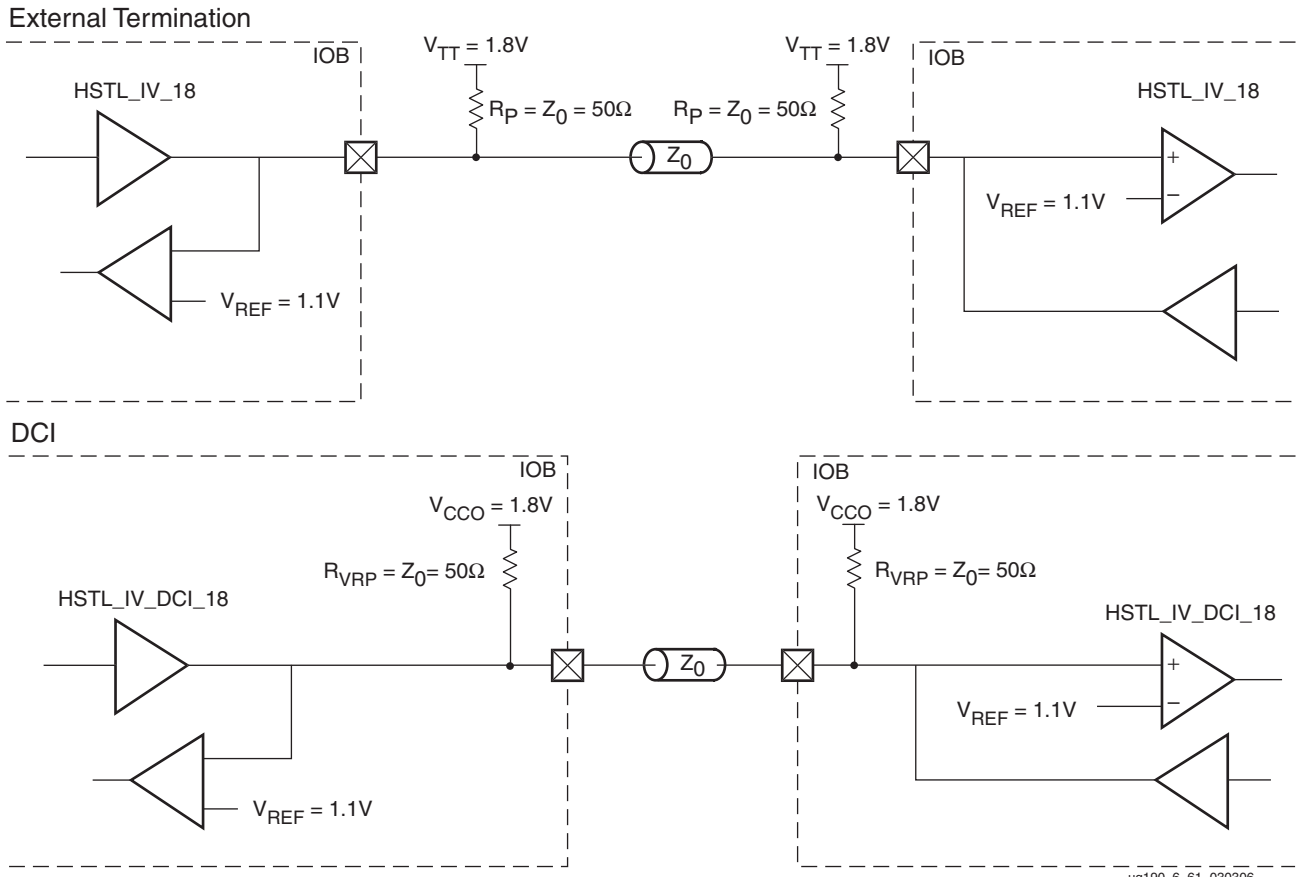 External Termination
IOB
V_TT = 1.8V
V_TT = 1.8V
IOB
HSTL_IV_18
HSTL_IV_18
R_P = Z_0 = 50Ω
R_P = Z_0 = 50Ω
Z_0
+
V_REF = 1.1V
−
V_REF = 1.1V
DCI
IOB
IOB
V_CCO = 1.8V
V_CCO = 1.8V
R_VRP = Z_0= 50Ω
R_VRP = Z_0= 50Ω
HSTL_IV_DCI_18
HSTL_IV_DCI_18
Z_0
+
V_REF = 1.1V
−
V_REF = 1.1V
ug190_6_61_030306